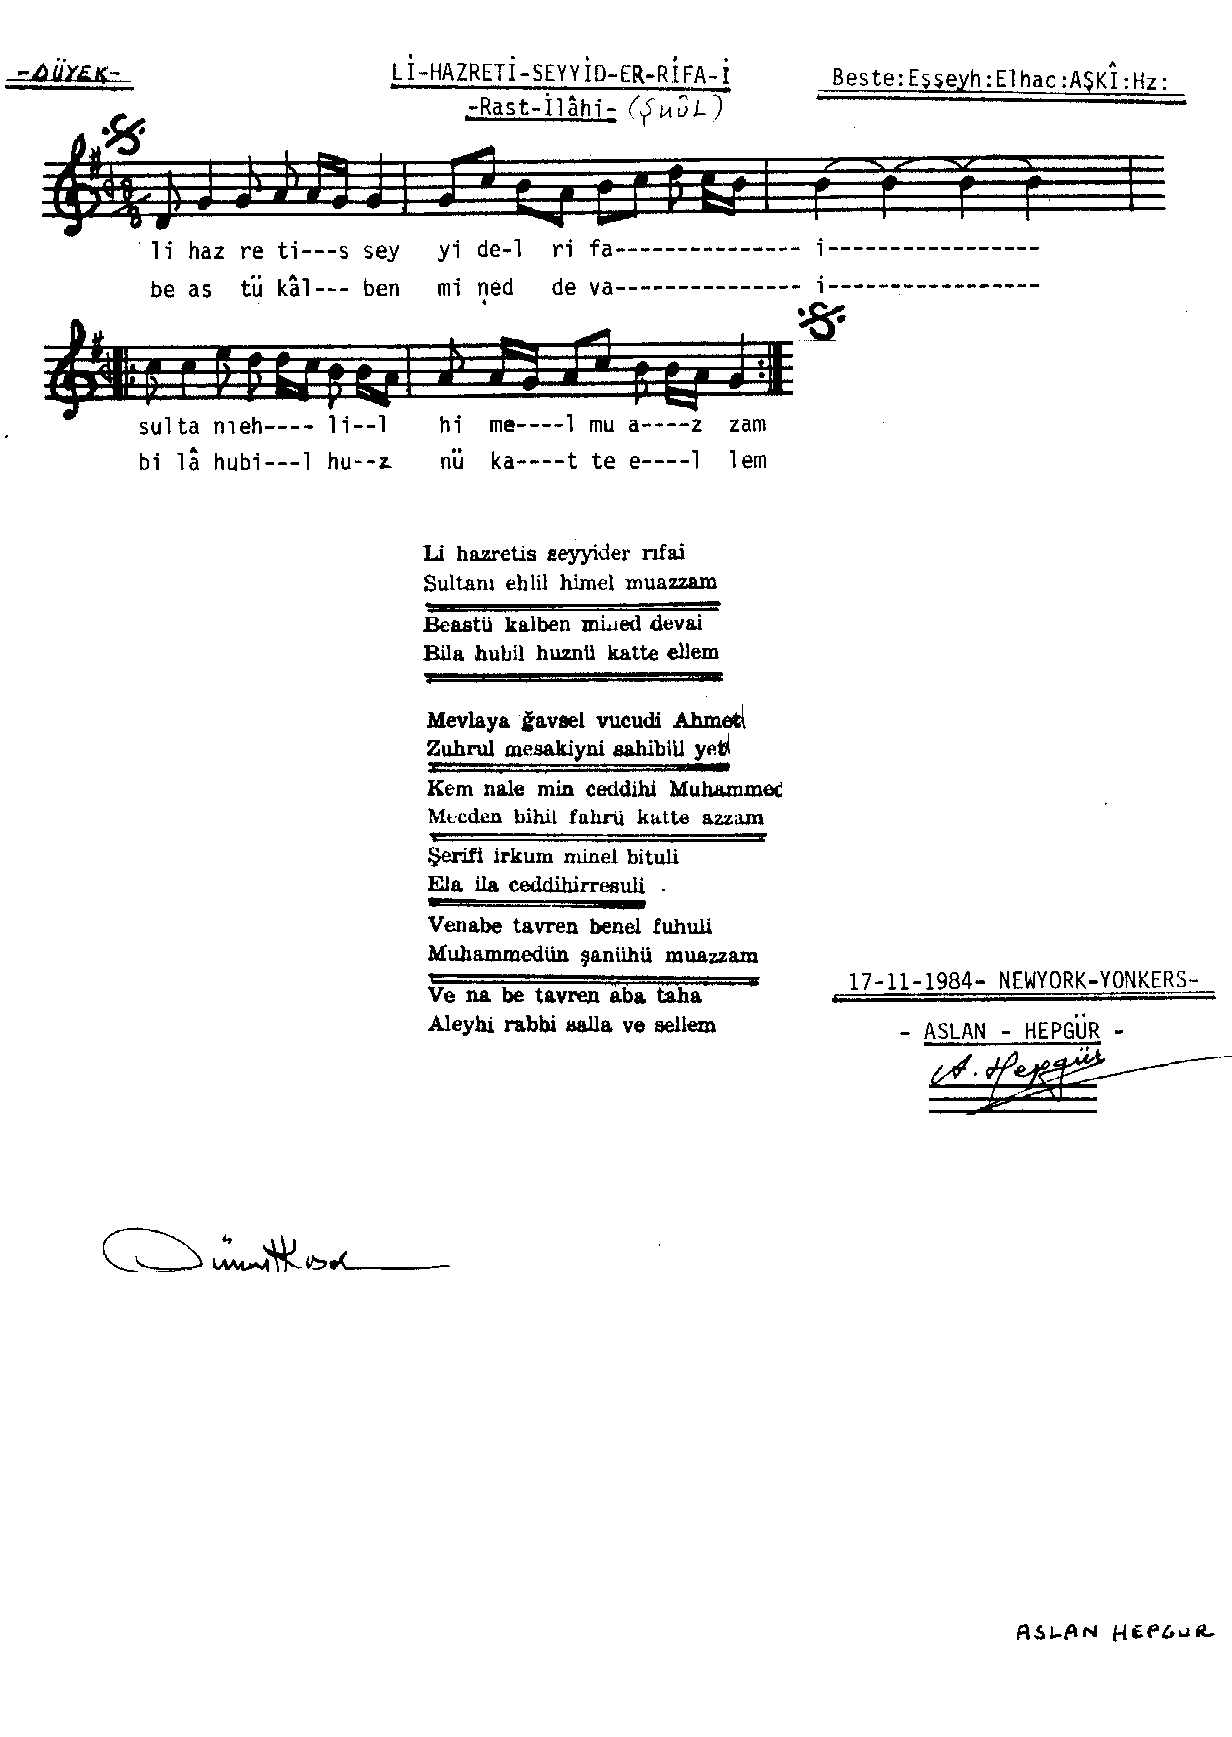 -DÜYEK-
Lİ-HAZRETİ-SEYYİD-ER-RİFA-İ
Beste:Eşşeyh:Elhac:AŞKÎ:Hz:
-Rast-İlâhi- (ŞUÛL)
li haz re ti---s sey yi de-l ri fa--------------- i-----------------
be as tü kâl--- ben mi ned de va--------------- i-----------------
sulta nıeh---- li--l hi me----l mu a----z zam
bi lâ hubi---l hu--z nü ka----t te e----l lem
Li hazretis seyyider rıfai
Sultanı ehlil himel muazzam
Beastü kalben mined devai
Bila hubil huznü katte ellem
Mevlaya ğavsel vucudi Ahmet
Zuhrul mesakiyni sahibül yet
Kem nale min ceddihi Muhammed
Mecden bihil fahrü katte azzam
Şerifi irkum minel bituli
Ela ila ceddihirresuli
Venabe tavren benel fuhuli
Muhammedün şanühü muazzam
Ve na be tavren aba taha
Aleyhi rabbi salla ve sellem
17-11-1984- NEWYORK-YONKERS-
- ASLAN - HEPGÜR -
A. Hepgür
ASLAN HEPGUR